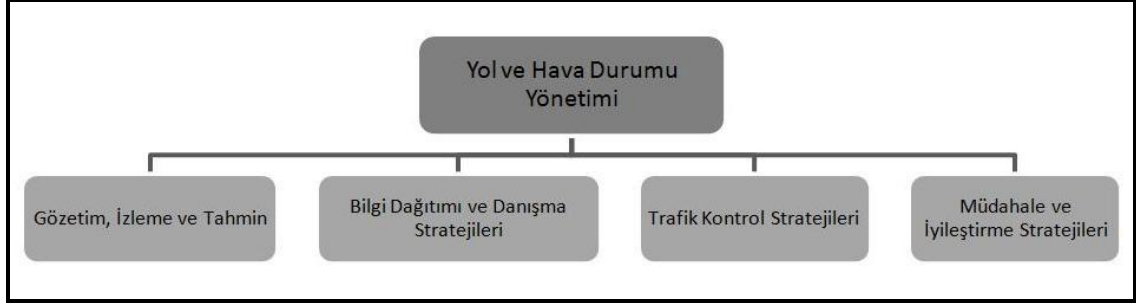 Yol ve Hava Durumu
Yönetimi
Gözetim, İzleme ve Tahmin
Bilgi Dağıtımı ve Danışma
Stratejileri
Trafik Kontrol Stratejileri
Müdahale ve
İyileştirme Stratejileri